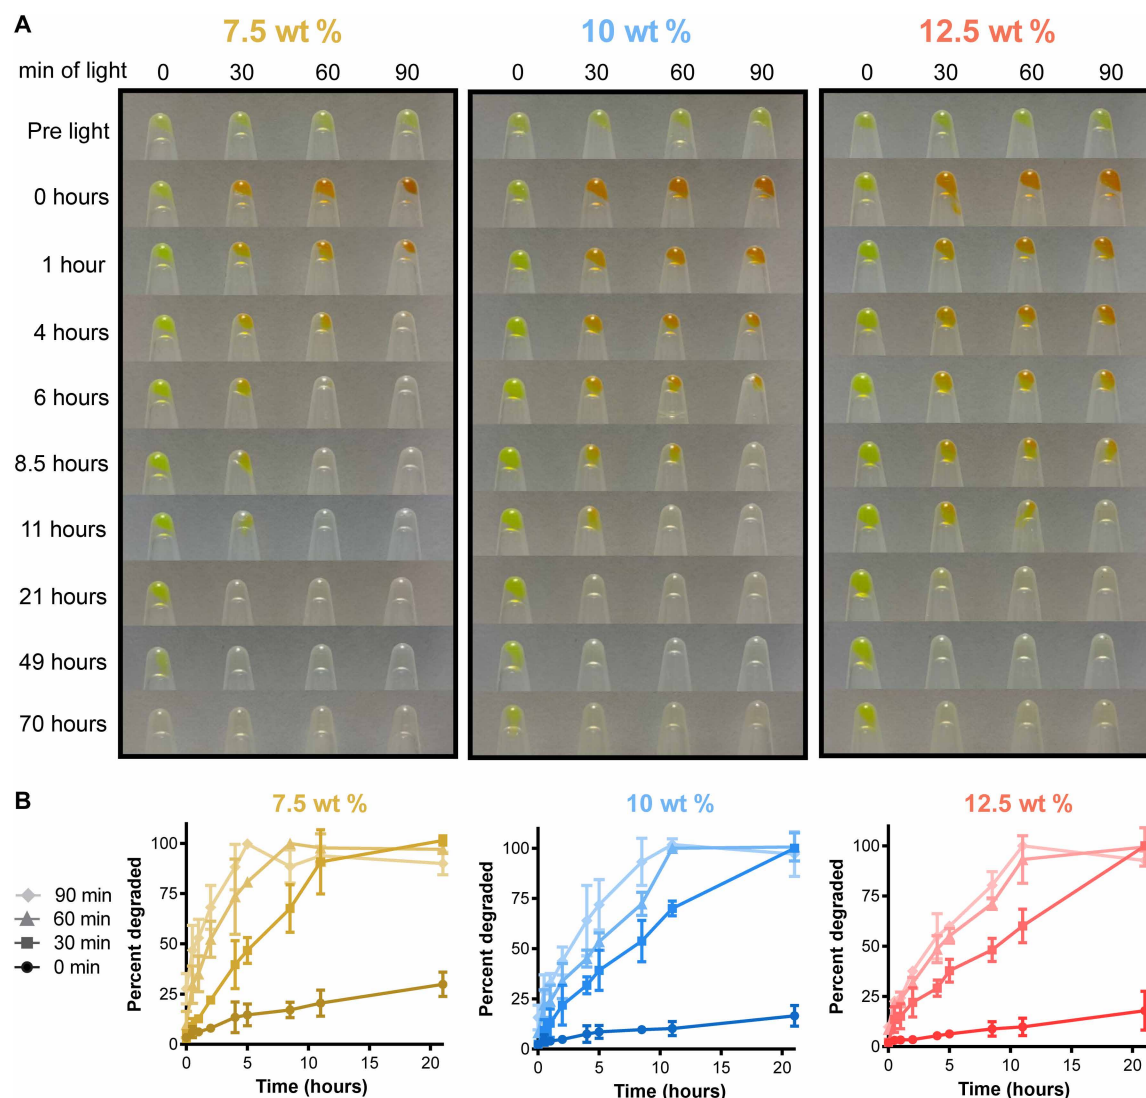 A
7.5 wt % 10 wt % 12.5 wt %
min of light 0 30 60 90 0 30 60 90 0 30 60 90
Pre light
0 hours
1 hour
4 hours
6 hours
8.5 hours
11 hours
21 hours
49 hours
70 hours
B
7.5 wt % 10 wt % 12.5 wt %
90 min
60 min
30 min
0 min
Percent degraded
100
75
50
25
0
0 5 10 15 20
Time (hours)
Percent degraded
100
75
50
25
0
0 5 10 15 20
Time (hours)
Percent degraded
100
75
50
25
0
0 5 10 15 20
Time (hours)